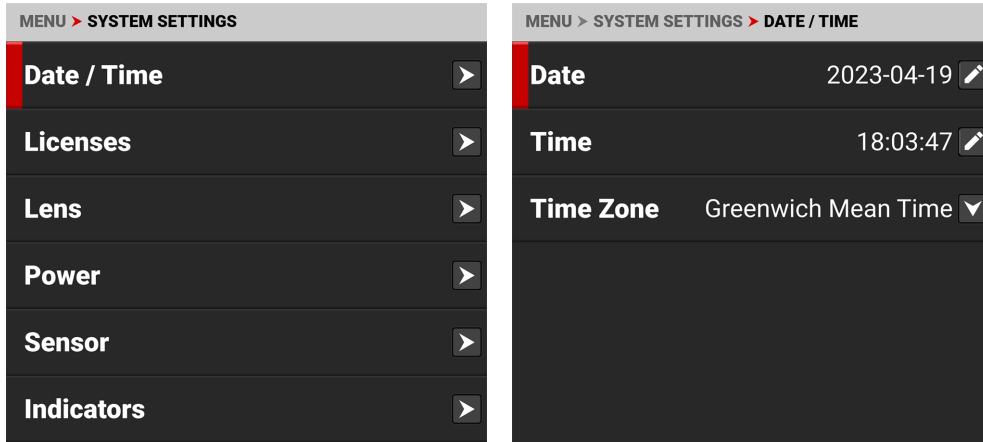 MENU > SYSTEM SETTINGS
Date / Time
Licenses
Lens
Power
Sensor
Indicators
MENU > SYSTEM SETTINGS > DATE / TIME
Date 2023-04-19
Time 18:03:47
Time Zone Greenwich Mean Time